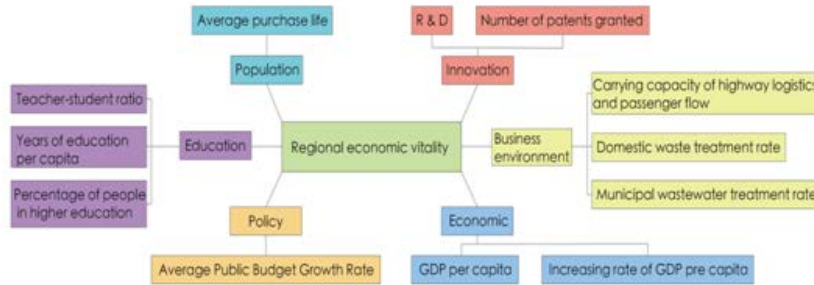 Average purchase life
R & D
Number of patents granted
Population
Innovation
Teacher-student ratio
Carrying capacity of highway logistics
and passenger flow
Years of education
per capita
Education
Regional economic vitality
Business
environment
Domestic waste treatment rate
Percentage of people
in higher education
Municipal wastewater treatment rate
Policy
Economic
Average Public Budget Growth Rate
GDP per capita
Increasing rate of GDP pre capita